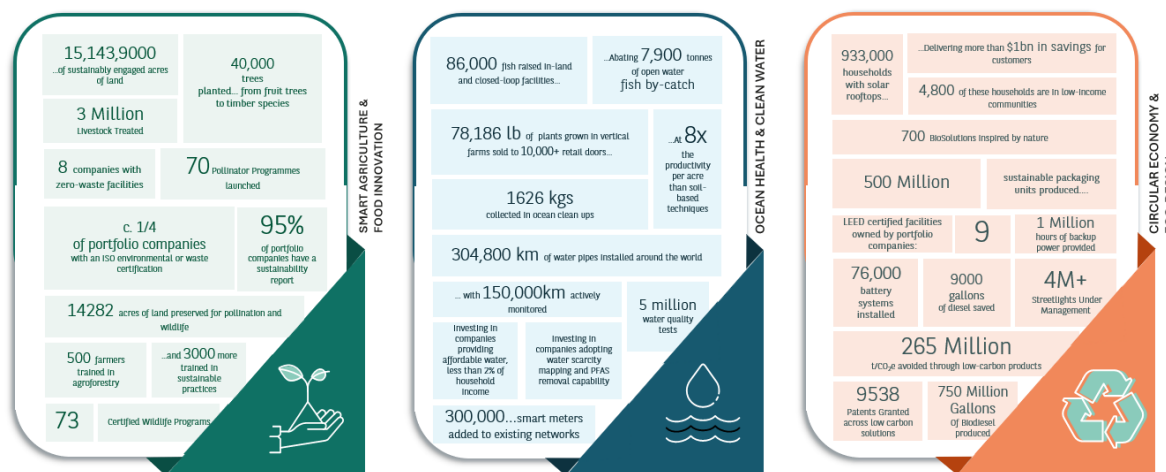 15,143,9000
...of sustainably engaged acres
of land
40,000
trees
planted... from fruit trees
to timber species
3 Million
Livestock Treated
8 companies with
zero-waste facilities
70 Pollinator Programmes
launched
c. 1/4
of portfolio companies
with an ISO environmental or waste
certification
95%
of portfolio
companies have a
sustainability
report
14282 acres of land preserved for pollination and
wildlife
500 farmers
trained in
agroforestry
...and 3000 more
trained in
sustainable
practices
73
Certified Wildlife Programs
SMART AGRICULTURE &
FOOD INNOVATION
86,000 fish raised in-land
and closed-loop facilities...
...Abating 7,900 tonnes
of open water
fish by-catch
78,186 lb of plants grown in vertical
farms sold to 10,000+ retail doors...
...At 8x
the
productivity
per acre
than soil-
based
techniques
1626 kgs
collected in ocean clean ups
304,800 km of water pipes installed around the world
... with 150,000km actively
monitored
5 million
water quality
tests
Investing in
companies
providing
affordable water,
less than 2% of
household
income
Investing in
companies adopting
water scarcity
mapping and PFAS
removal capability
300,000...smart meters
added to existing networks
OCEAN HEALTH & CLEAN WATER
933,000
households
with solar
rooftops...
...Delivering more than $1bn in savings for
customers
4,800 of these households are in low-income
communities
700 BioSolutions inspired by nature
500 Million
sustainable packaging
units produced....
LEED certified facilities
owned by portfolio
companies:
9
1 Million
hours of backup
power provided
76,000
battery
systems
installed
9000
gallons
of diesel saved
4M+
Streetlights Under
Management
265 Million
t/CO₂e avoided through low-carbon products
9538
Patents Granted
across low carbon
solutions
750 Million
Gallons
Of Biodiesel
produced
CIRCULAR ECONOMY &